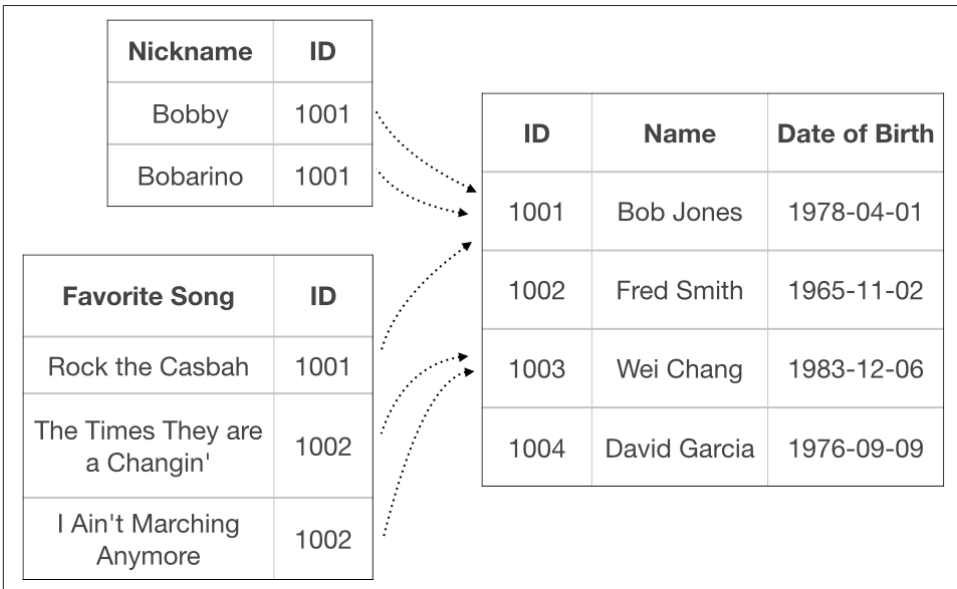 Nickname ID
Bobby 1001
Bobarino 1001
Favorite Song ID
Rock the Casbah 1001
The Times They are
a Changin' 1002
I Ain't Marching
Anymore 1002
ID Name Date of Birth
1001 Bob Jones 1978-04-01
1002 Fred Smith 1965-11-02
1003 Wei Chang 1983-12-06
1004 David Garcia 1976-09-09